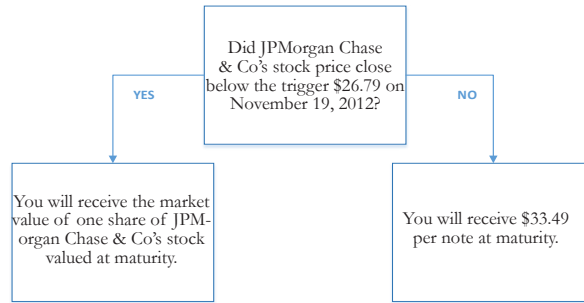 Did JPMorgan Chase
& Co's stock price close
below the trigger $26.79 on
November 19, 2012?
YES
NO
You will receive the market
value of one share of JPM-
organ Chase & Co's stock
valued at maturity.
You will receive $33.49
per note at maturity.